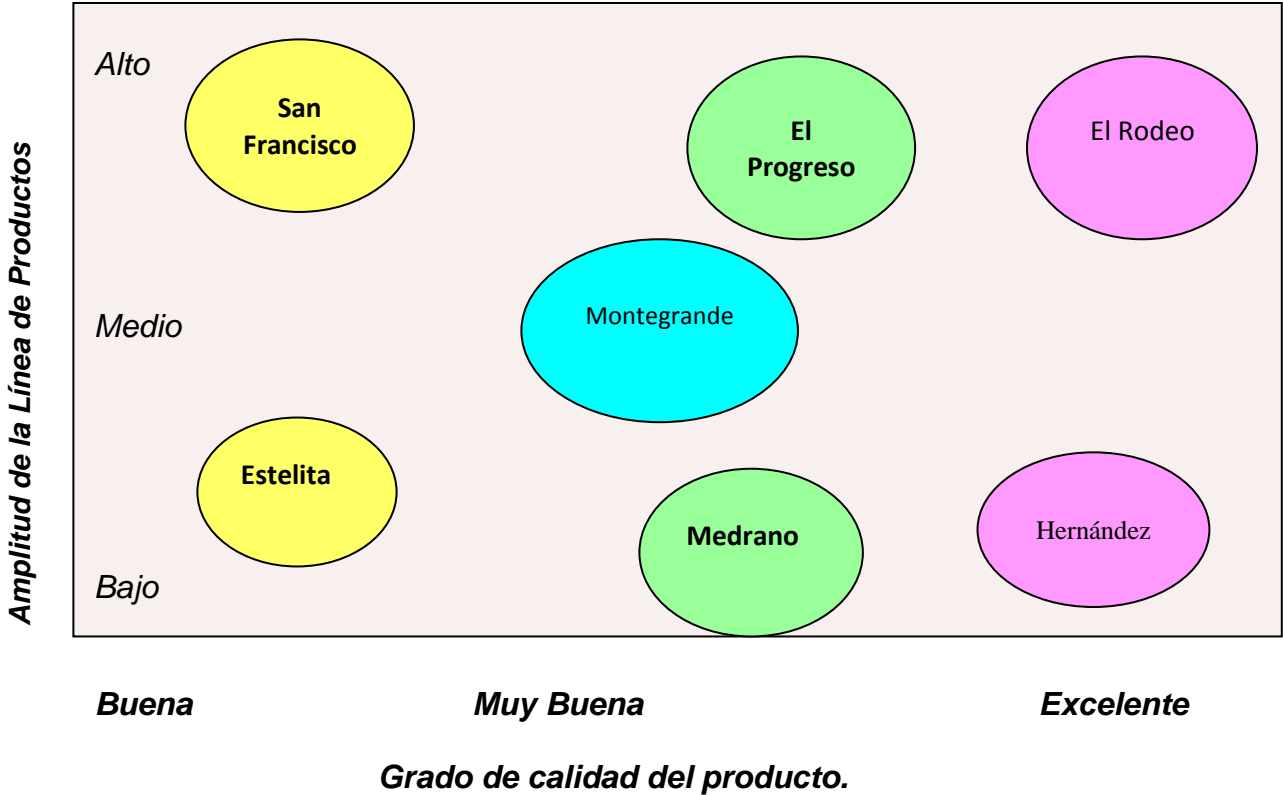 Amplitud de la Línea de Productos
Alto
San
Francisco
El
Progreso
El Rodeo
Medio
Montegrande
Estelita
Medrano
Hernández
Bajo
Buena
Muy Buena
Excelente
Grado de calidad del producto.